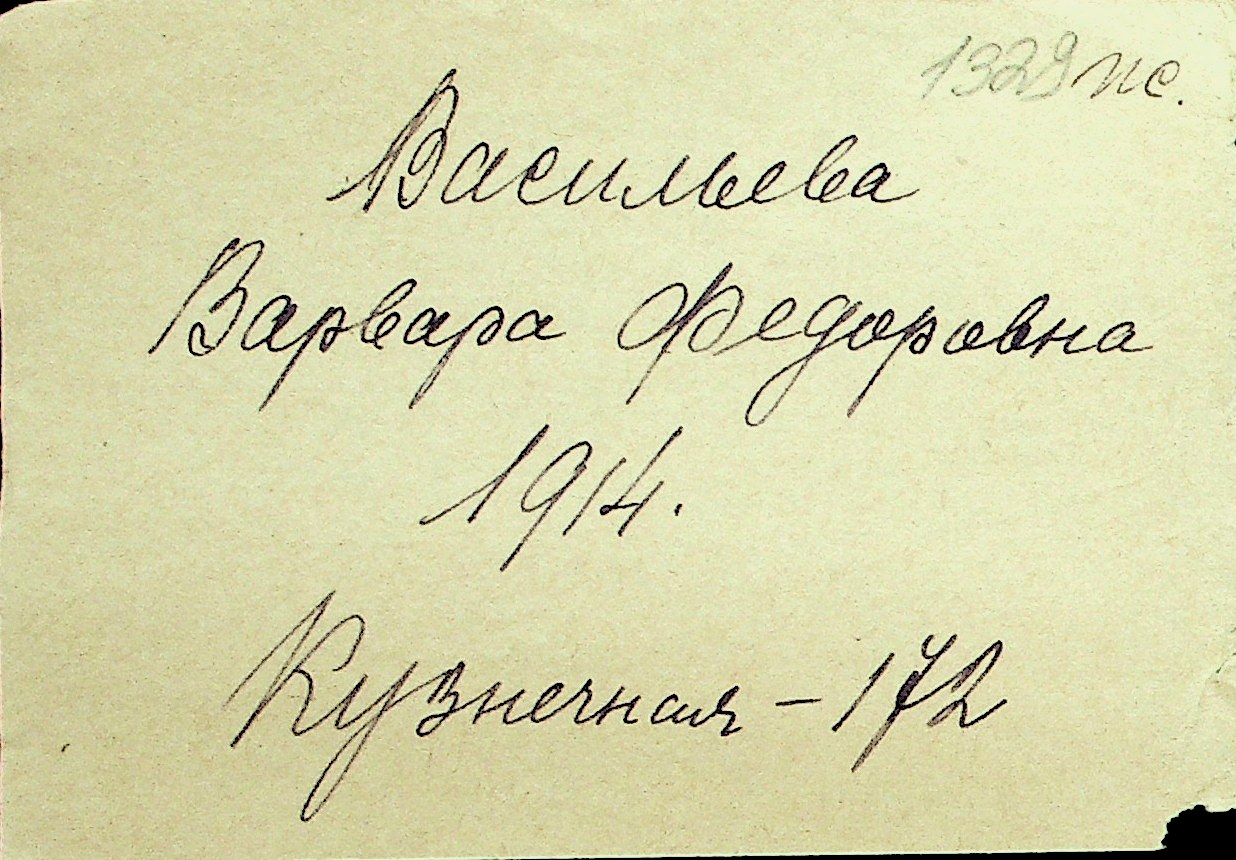 1329 пс.
Васильева
Варвара Федоровна
1914.
Кузнечная - 172